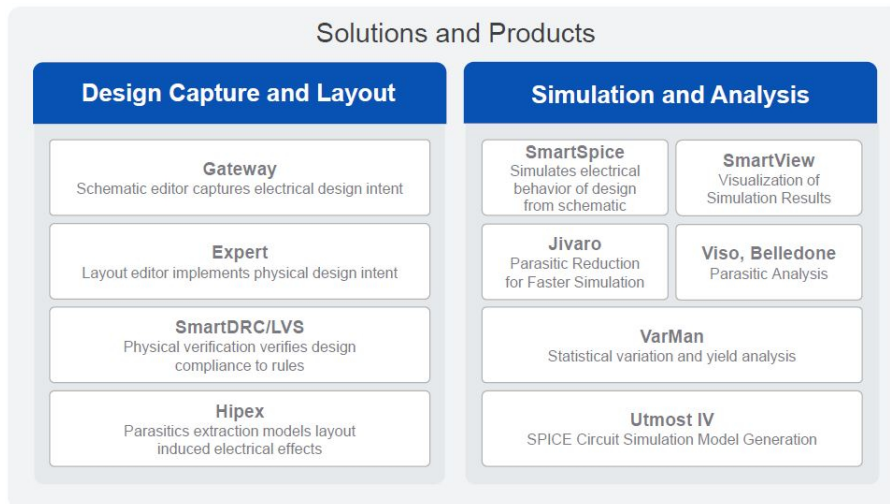 Solutions and Products
Design Capture and Layout
Gateway
Schematic editor captures electrical design intent
Expert
Layout editor implements physical design intent
SmartDRC/LVS
Physical verification verifies design
compliance to rules
Hipex
Parasitics extraction models layout
induced electrical effects
Simulation and Analysis
SmartSpice
Simulates electrical
behavior of design
from schematic
SmartView
Visualization of
Simulation Results
Jivaro
Parasitic Reduction
for Faster Simulation
Viso, Belledone
Parasitic Analysis
VarMan
Statistical variation and yield analysis
Utmost IV
SPICE Circuit Simulation Model Generation